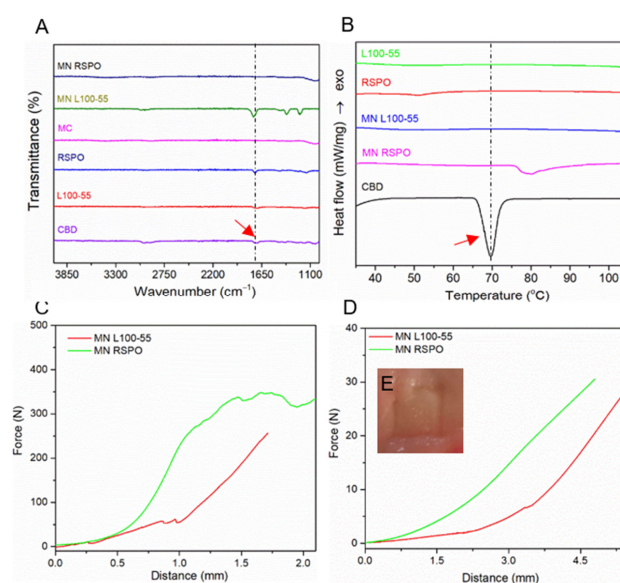 A
MN RSPO
MN L100-55
MC
RSPO
L100-55
CBD
Transmittance (%)
3850 3300 2750 2200 1650 1100
Wavenumber (cm⁻¹)
B
L100-55
RSPO
MN L100-55
MN RSPO
CBD
Heat flow (mW/mg) → exo
40 50 60 70 80 90 100
Temperature (°C)
C
MN L100-55
MN RSPO
500
400
300
200
100
0
Force (N)
0.0 0.5 1.0 1.5 2.0
Distance (mm)
D
MN L100-55
MN RSPO
E
40
30
20
10
0
Force (N)
0.0 1.5 3.0 4.5
Distance (mm)